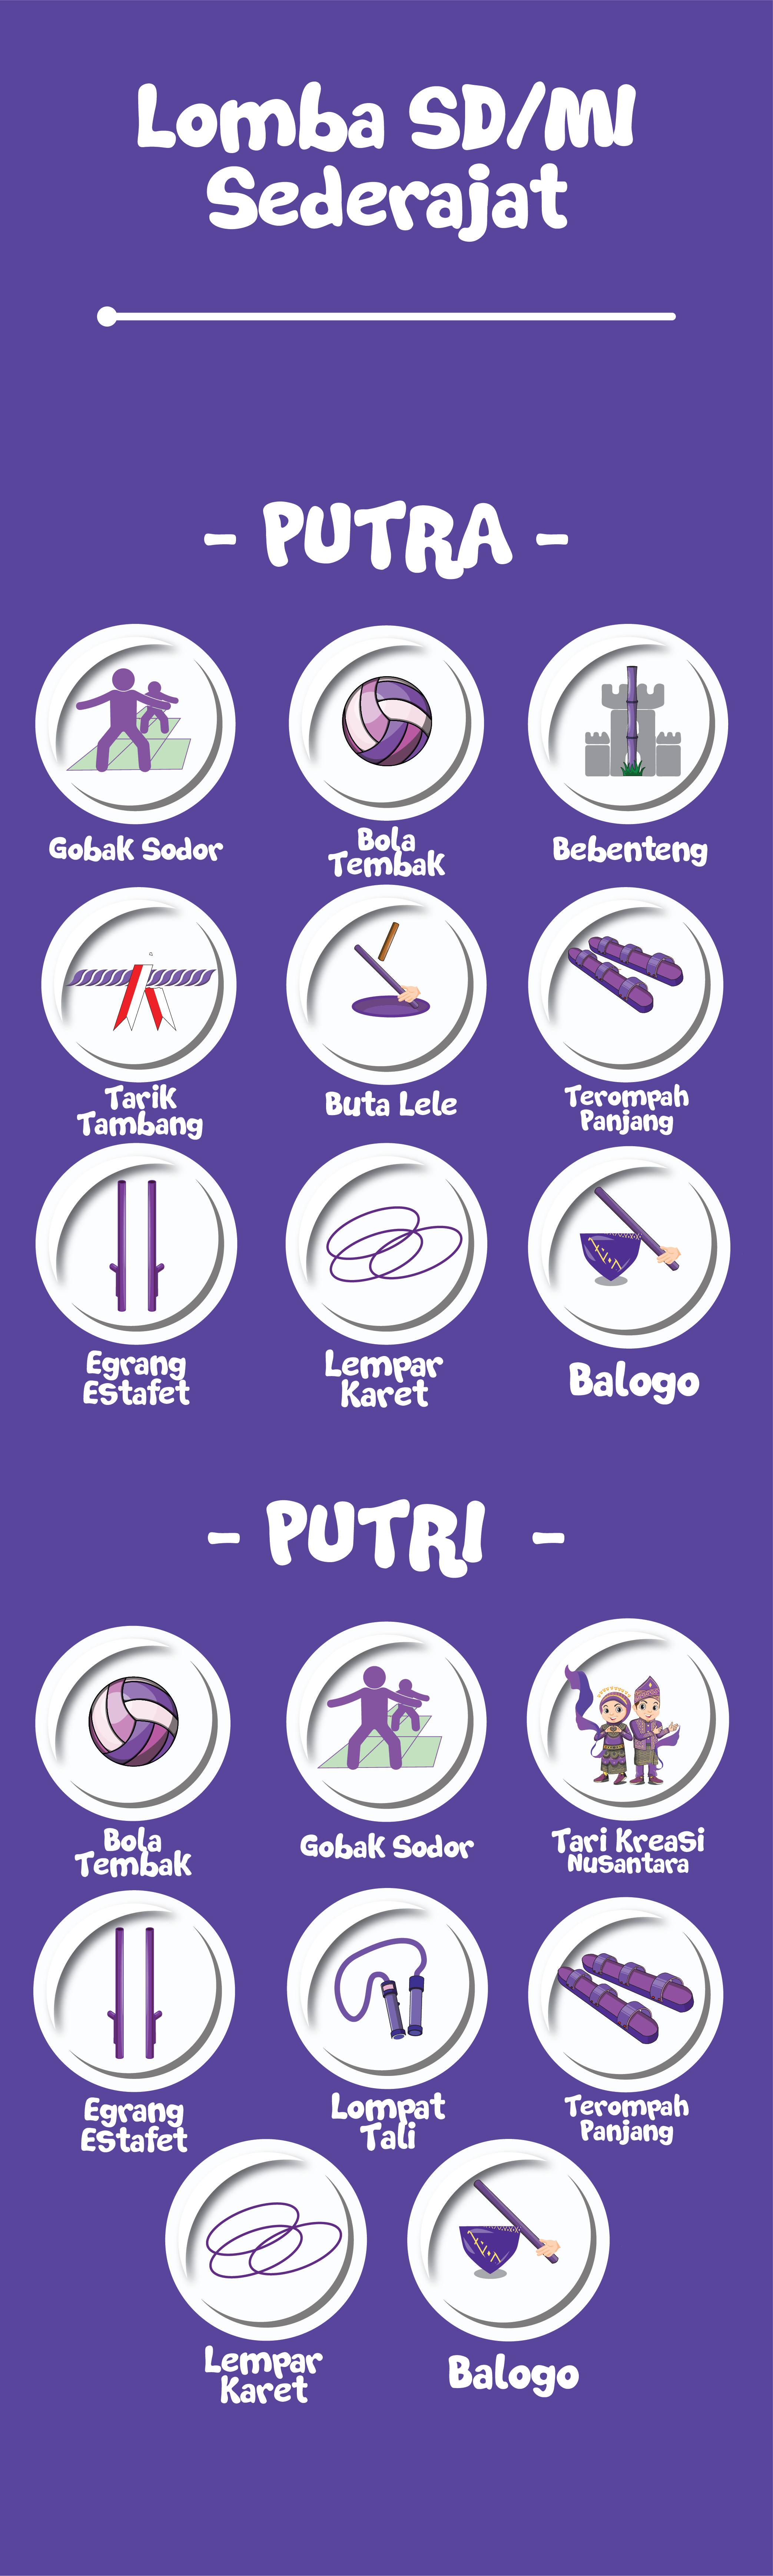 Lomba SD/MI
Sederajat
- PUTRA -
Gobak Sodor
Bola
Tembak
Bebenteng
Tarik
Tambang
Buta Lele
Terompah
Panjang
Egrang
Estafet
Lempar
Karet
Balogo
- PUTRI -
Bola
Tembak
Gobak Sodor
Tari Kreasi
Nusantara
Egrang
Estafet
Lompat
Tali
Terompah
Panjang
Lempar
Karet
Balogo